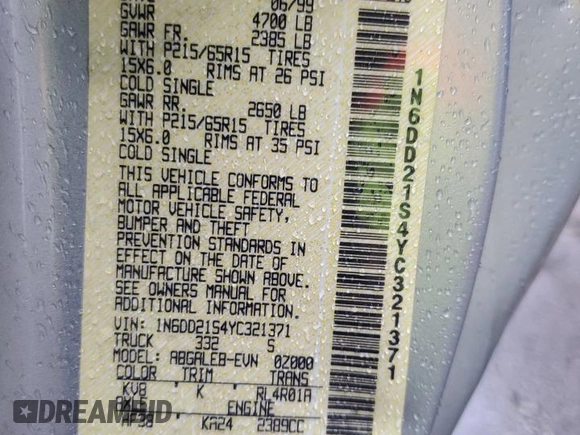 06/99
GVWR 4700 LB
GAWR FR. 2385 LB
WITH P215/65R15 TIRES
15X6.0 RIMS AT 26 PSI
COLD SINGLE
GAWR RR. 2650 LB
WITH P215/65R15 TIRES
15X6.0 RIMS AT 35 PSI
COLD SINGLE
THIS VEHICLE CONFORMS TO
ALL APPLICABLE FEDERAL
MOTOR VEHICLE SAFETY,
BUMPER AND THEFT
PREVENTION STANDARDS IN
EFFECT ON THE DATE OF
MANUFACTURE SHOWN ABOVE.
SEE OWNERS MANUAL FOR
ADDITIONAL INFORMATION
VIN: 1N6DD21S4YC321371
TRUCK 332 S
MODEL: ABGALEB-EVN 0Z000
COLOR TRIM TRANS
KV8 K RL4R01A
AXLE ENGINE
KA24 2389CC
1N6DD21S4YC321371
DREAMBID